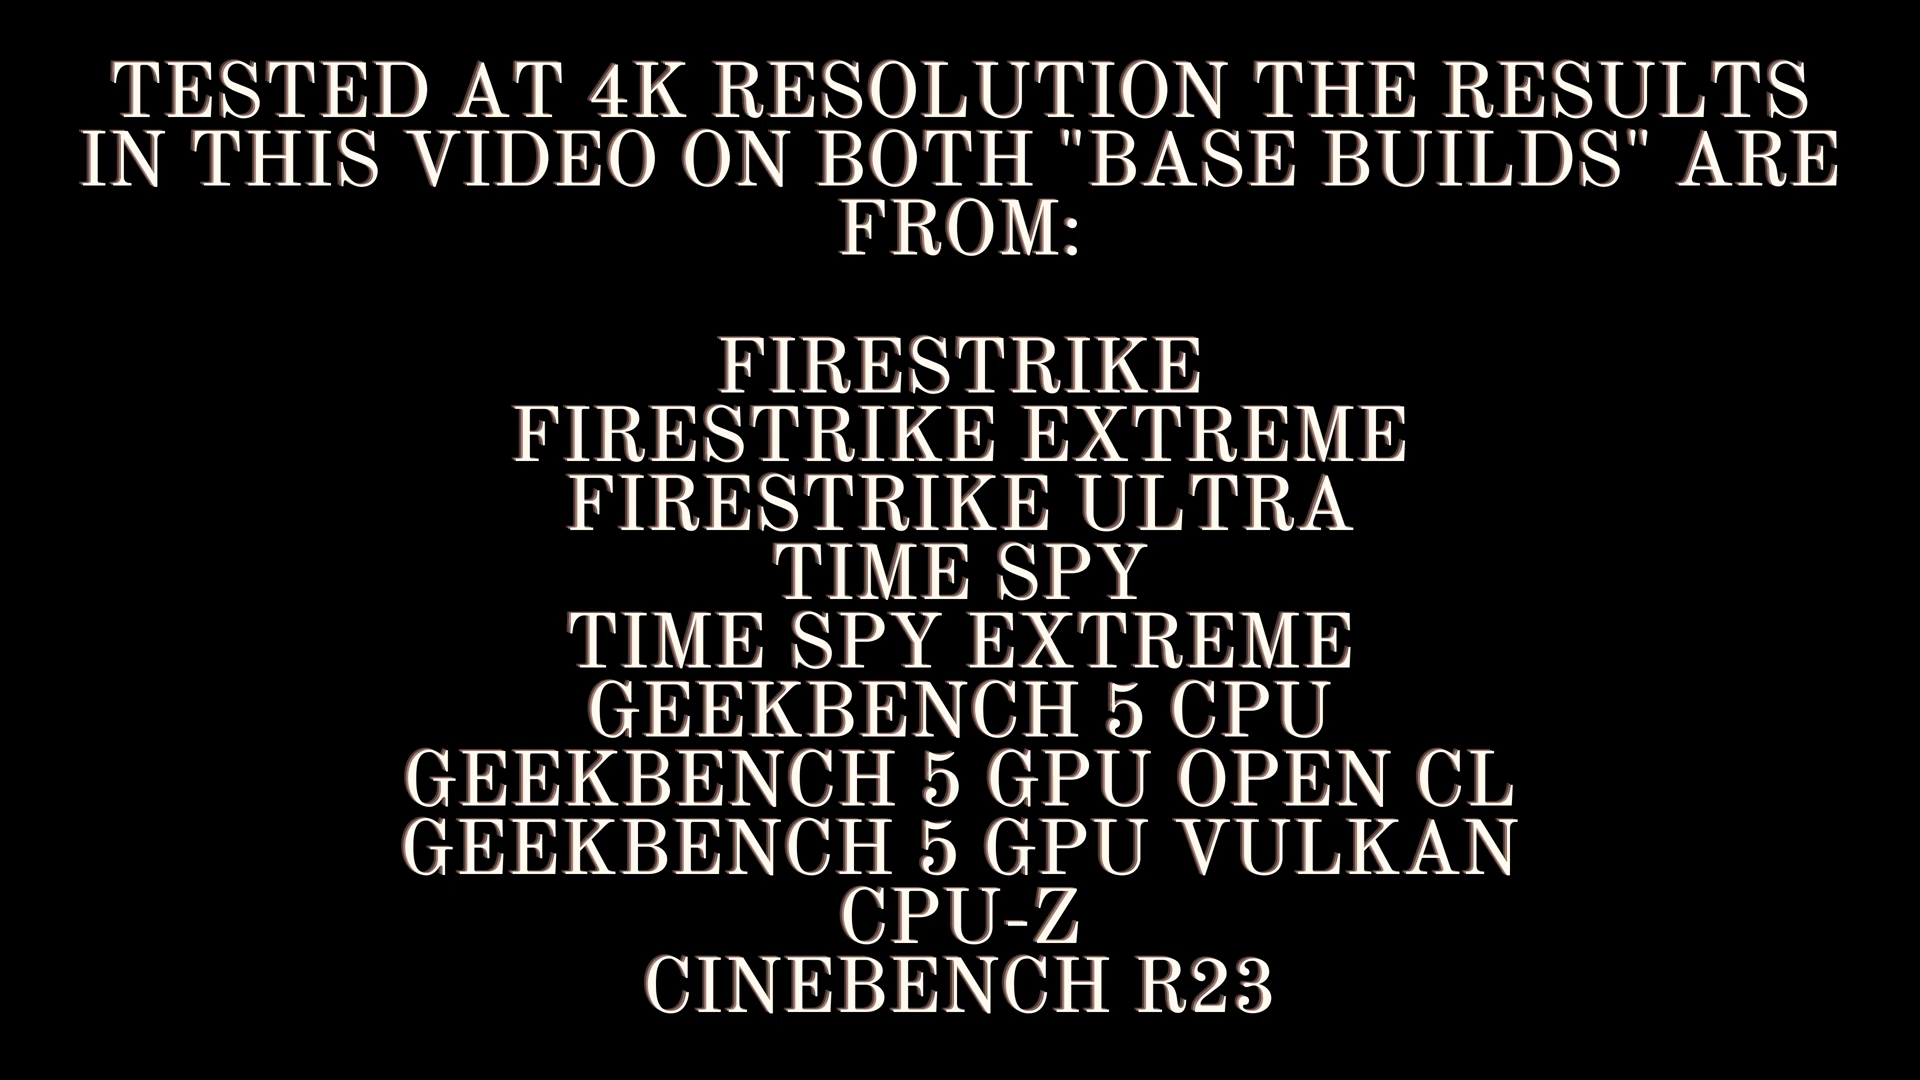 TESTED AT 4K RESOLUTION THE RESULTS
IN THIS VIDEO ON BOTH "BASE BUILDS" ARE
FROM:
FIRESTRIKE
FIRESTRIKE EXTREME
FIRESTRIKE ULTRA
TIME SPY
TIME SPY EXTREME
GEEKBENCH 5 CPU
GEEKBENCH 5 GPU OPEN CL
GEEKBENCH 5 GPU VULKAN
CPU-Z
CINEBENCH R23